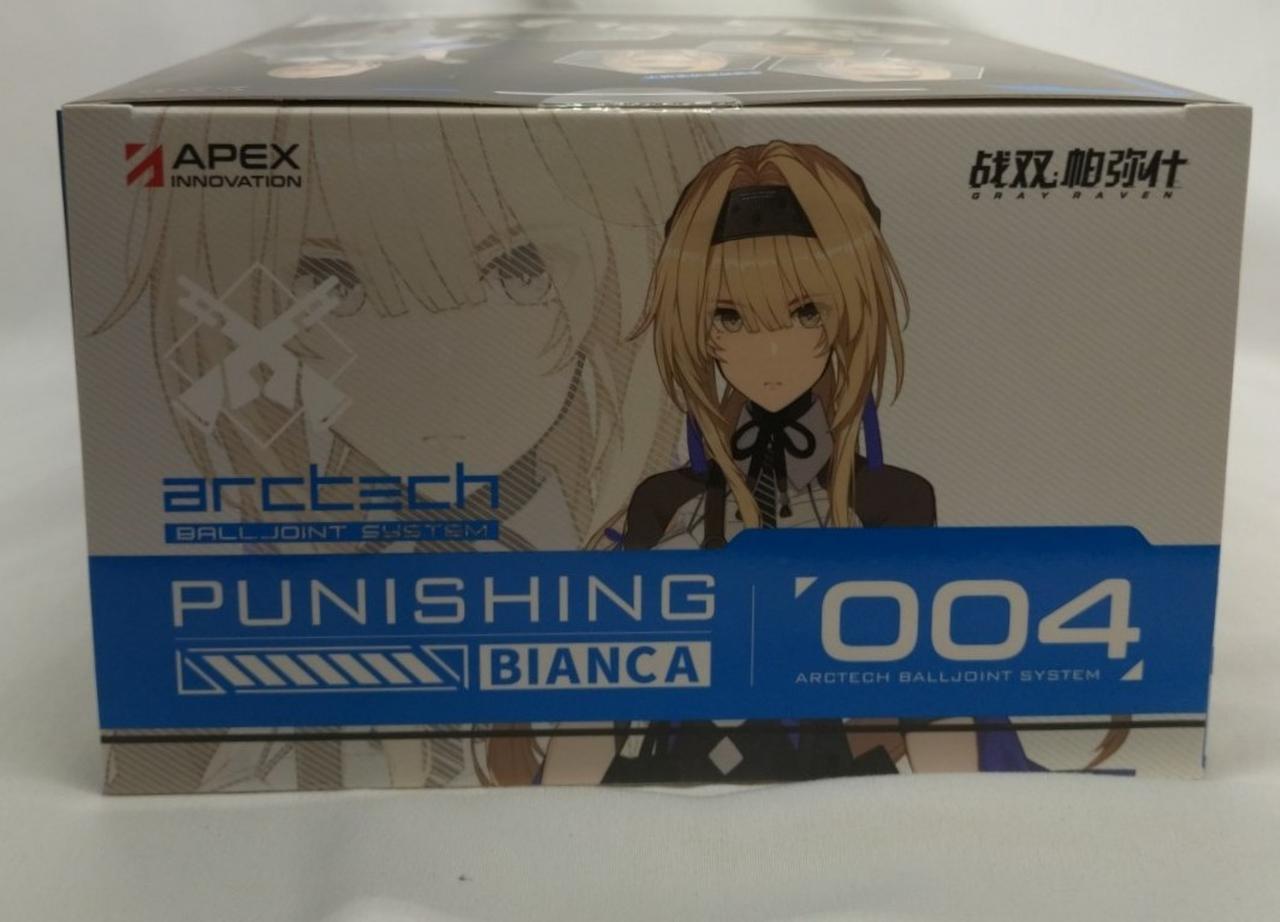 APEX
INNOVATION
战双:帕弥什
GRAY RAVEN
arctech
BALLJOINT SYSTEM
PUNISHING
BIANCA
'004
ARCTECH BALLJOINT SYSTEM